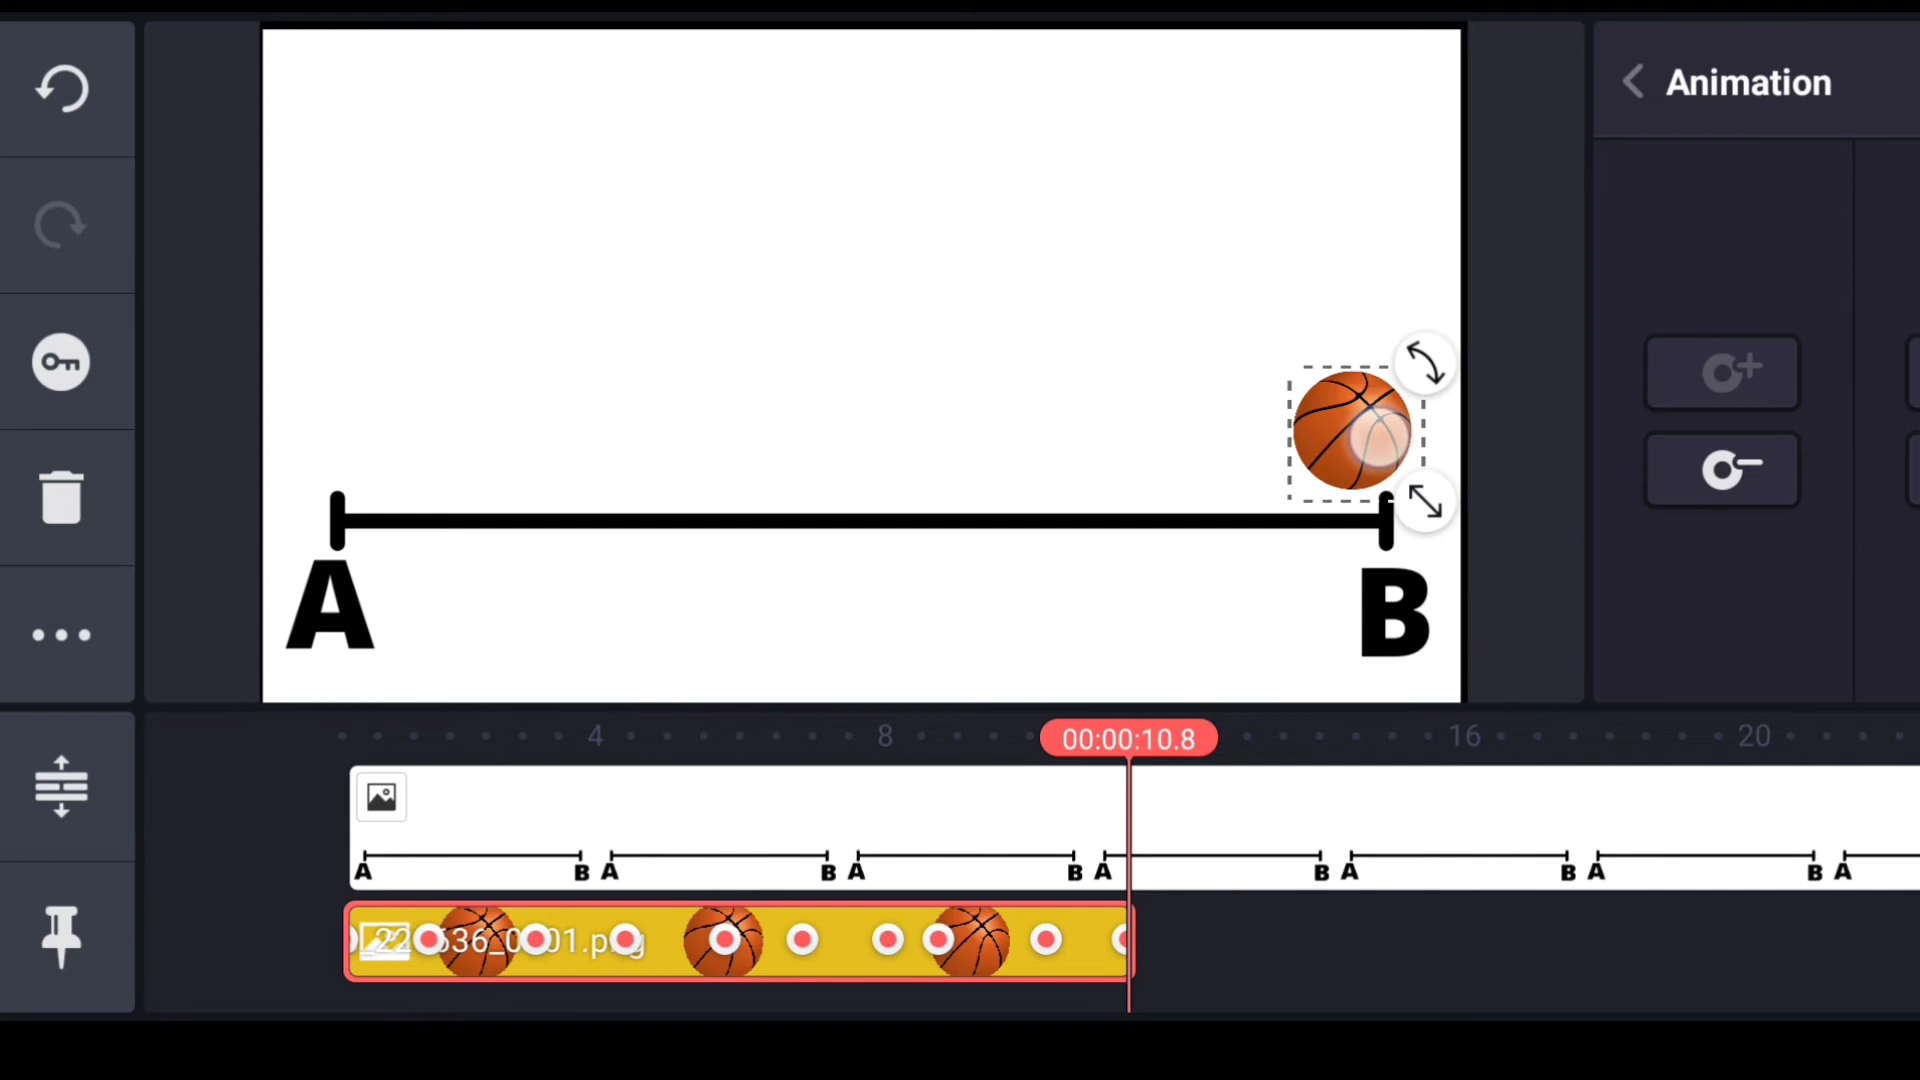 Animation
A
B
4
8
00:00:10.8
16
20
A B A B A B A B A B A B A